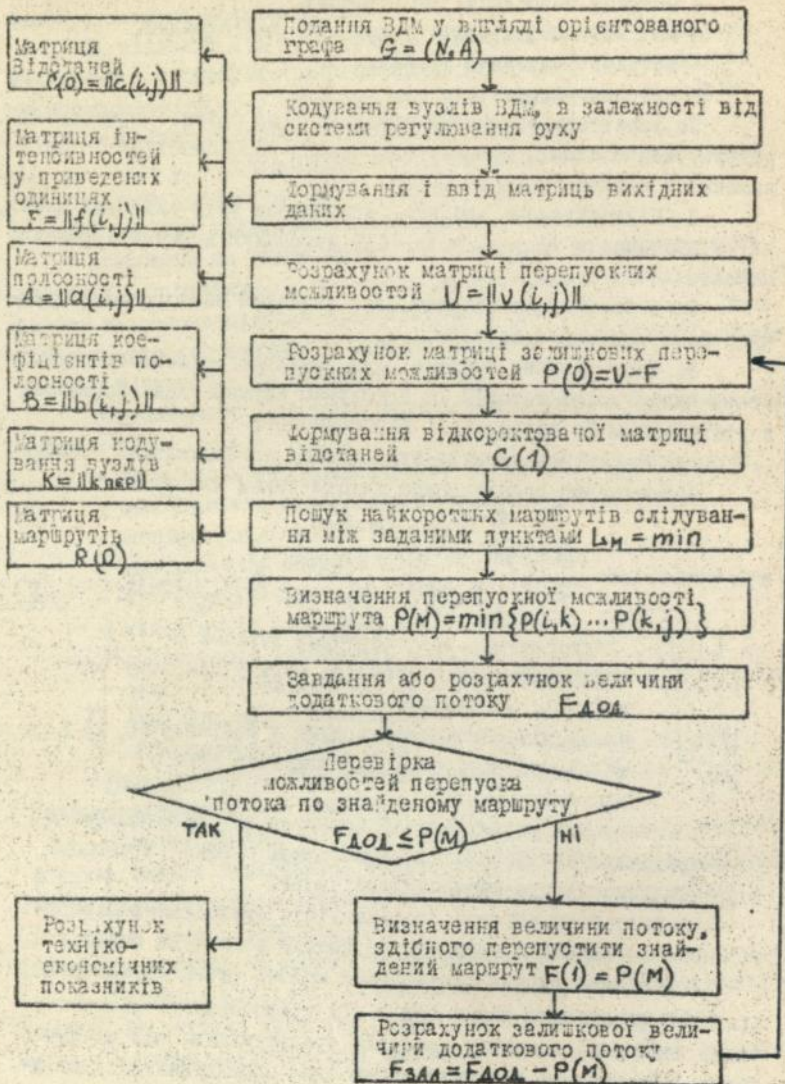 Матриця
Відстаней
C(0)=||c(i,j)||
Матриця ін-
тенсивностей
у приведених
одиницях
F=||f(i,j)||
Матриця
полосності
A=||a(i,j)||
Матриця кое-
фіцієнтів по-
лосності
B=||b(i,j)||
Матриця коду-
вання вузлів
K=||kпер||
Матриця
маршрутів
R(0)
Подання ВДМ у вигляді орієнтованого
графа G=(N,A)
Кодування вузлів ВДМ, в залежності від
системи регулювання руху
Формування і ввід матриць вихідних
даних
Розрахунок матриці перепускних
можливостей U=||υ(i,j)||
Розрахунок матриці залишкових пере-
пускних можливостей P(0)=U-F
Формування відкоректовачої матриці
відстаней C(1)
Пошук найкоротших маршрутів слідуван-
ня між заданими пунктами Lм=min
Визначення перепускної можливості
маршрута P(м)=min{p(i,k)...P(k,j)}
Завдання або розрахунок величини
додаткового потоку Fдод
Перевірка
можливостей перепуска
потока по знайденому маршруту
Fдод≤P(м)
ТАК
НІ
Розрахунок
техніко-
економічних
показників
Визначення величини потоку,
здібного перепустити знай-
дений маршрут F(1)=P(м)
Розрахунок залишкової вели-
чини додаткового потоку
Fзал=Fдод-P(м)